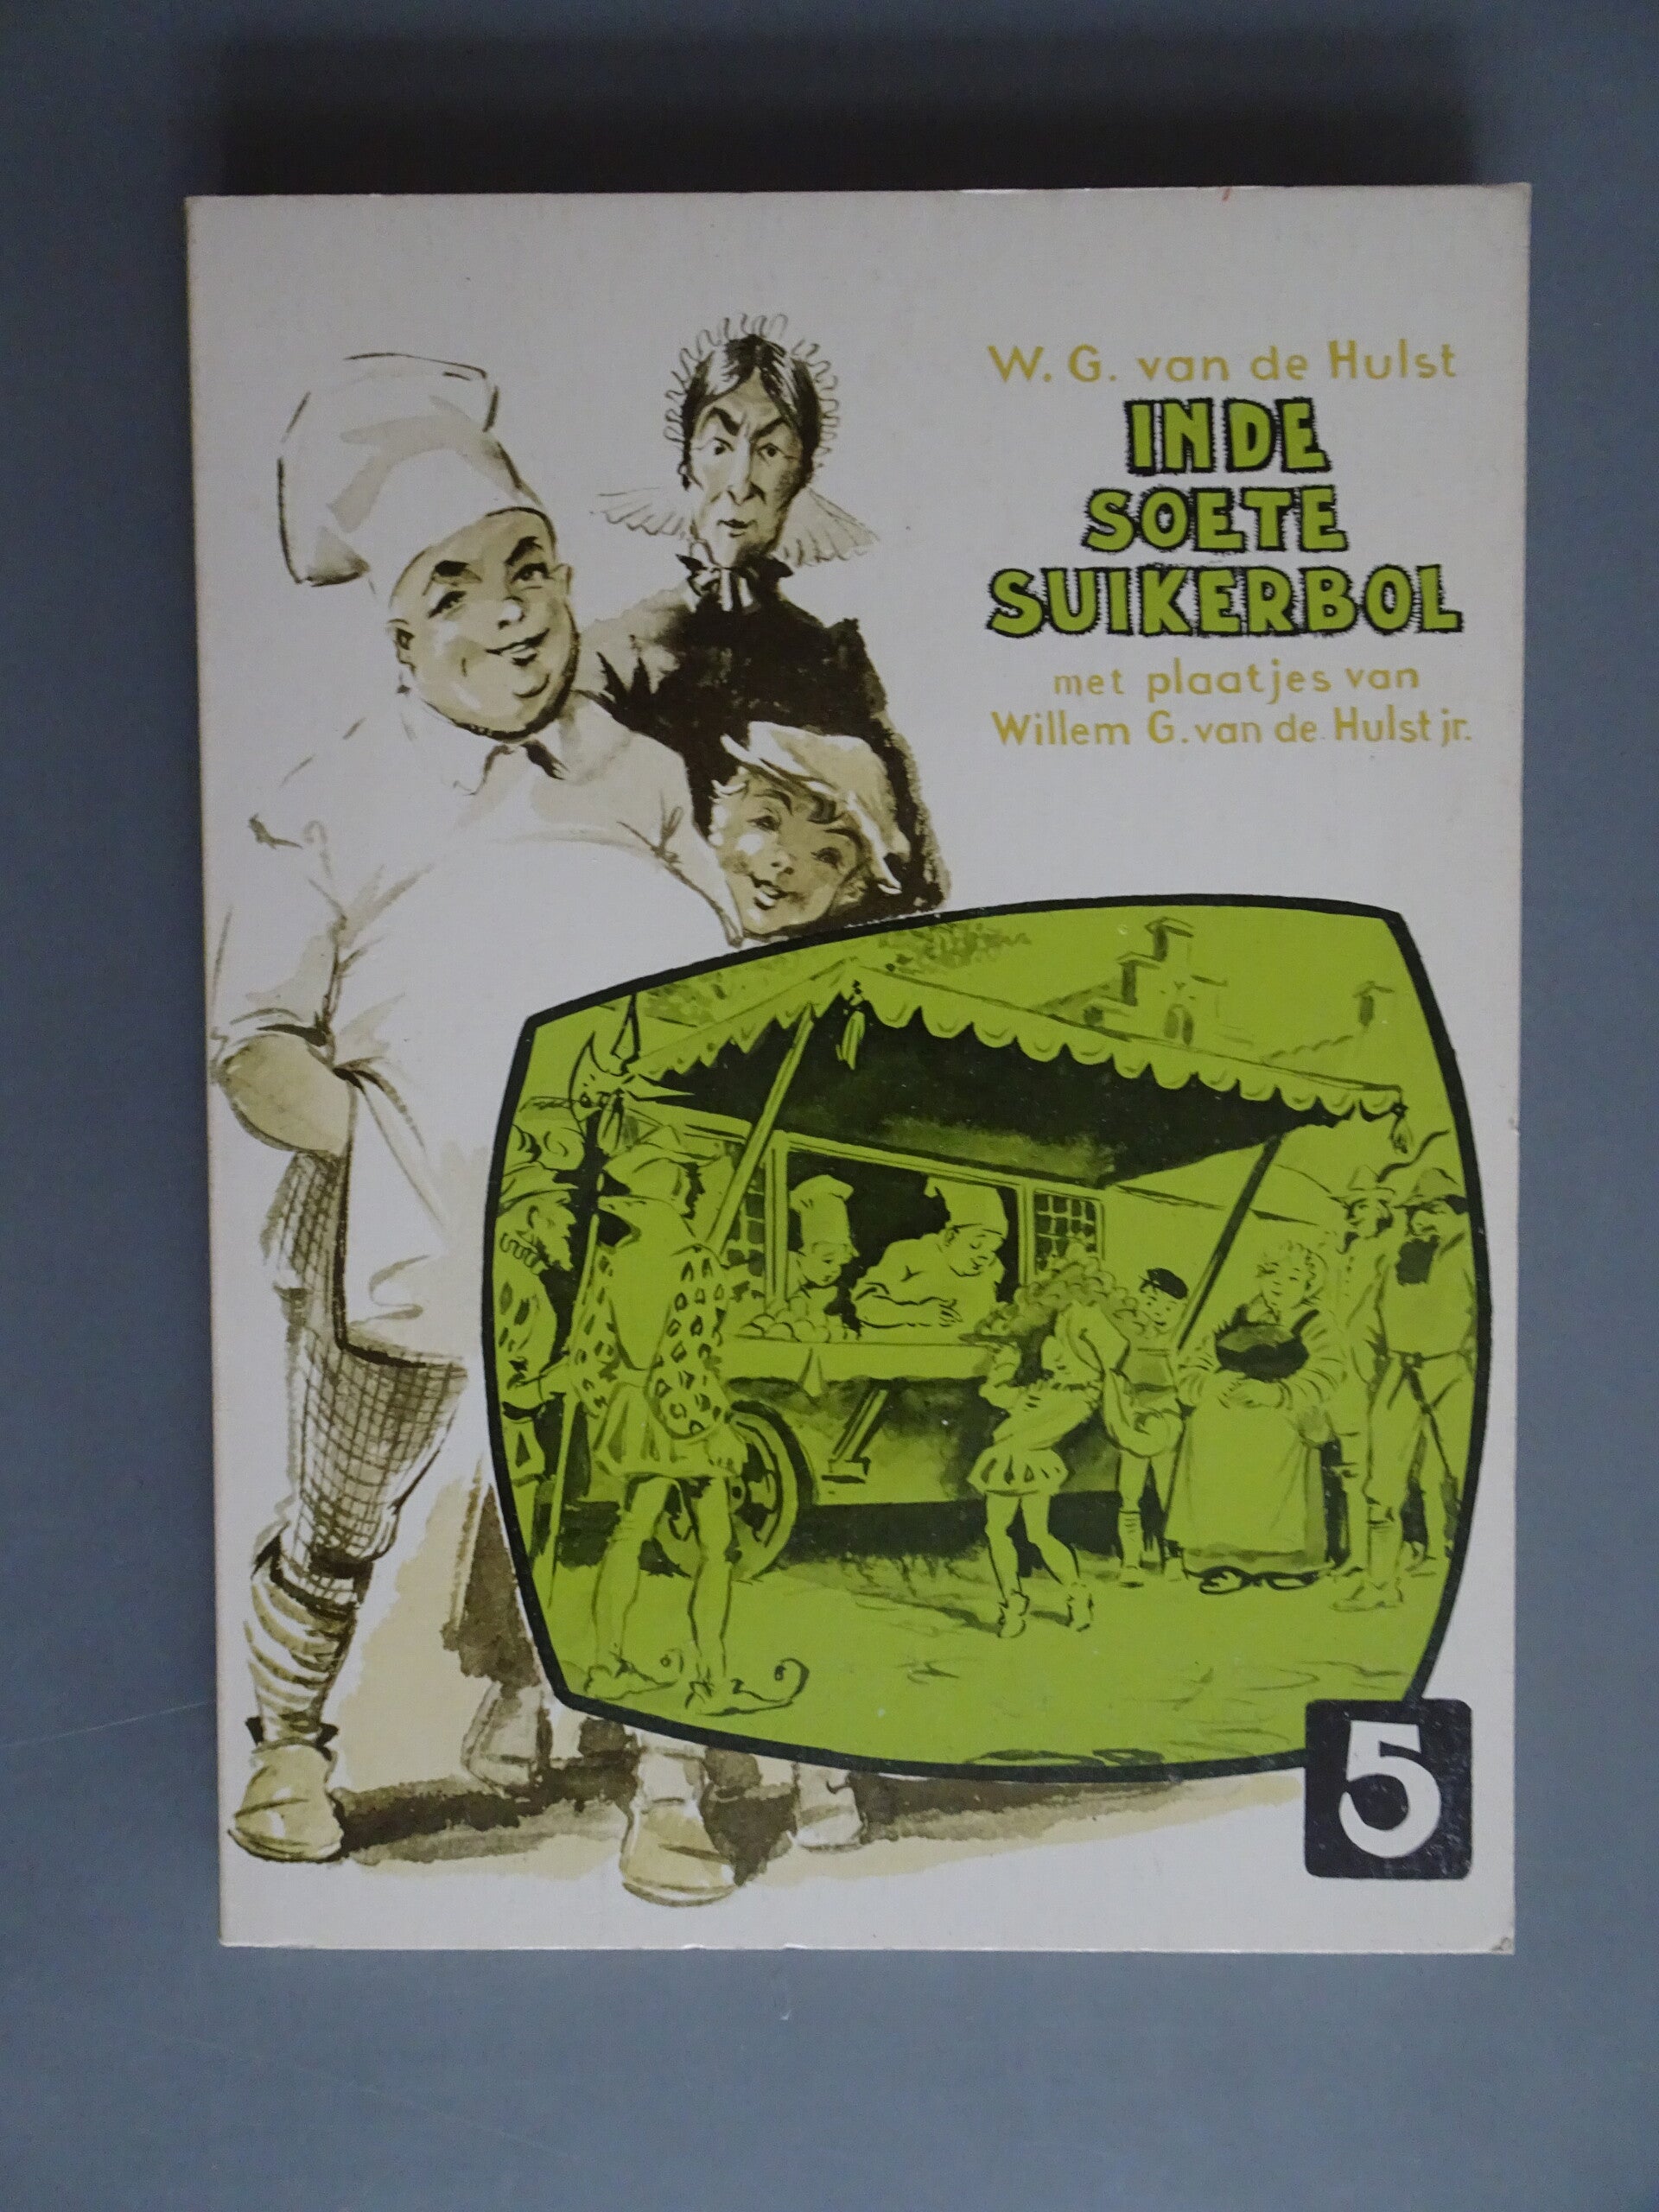 W. G. van de Hulst
IN DE
SOETE
SUIKERBOL
met plaatjes van
Willem G. van de Hulst jr.
5